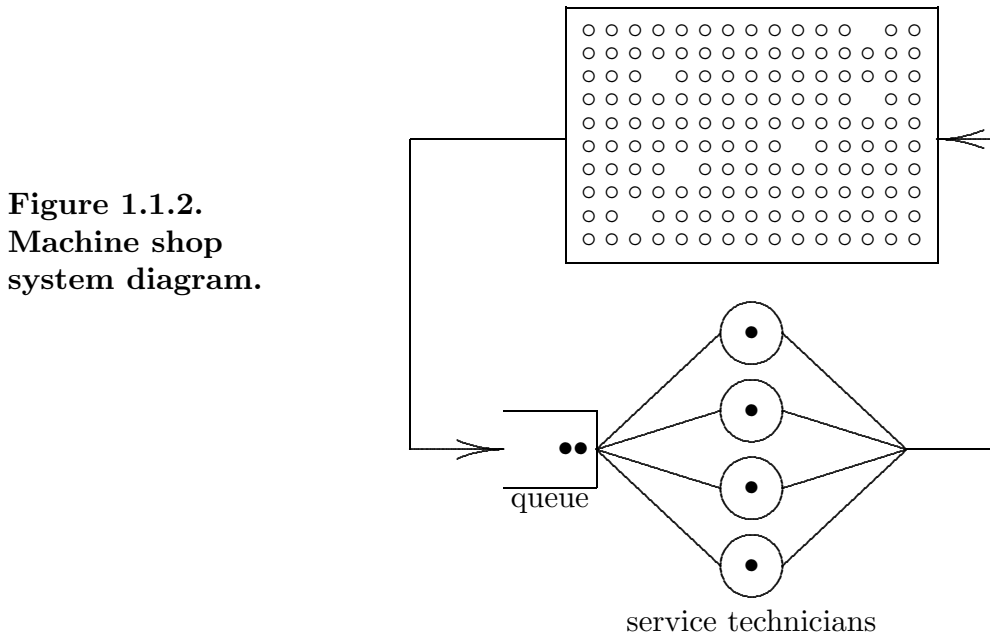 Figure 1.1.2.
Machine shop
system diagram.
queue
service technicians